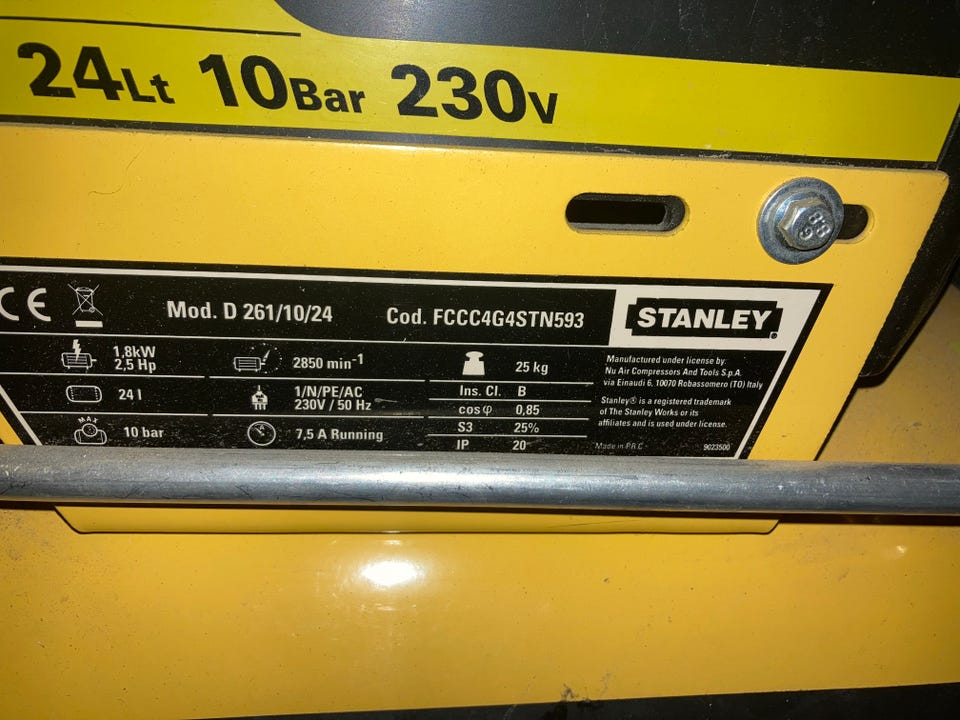 24Lt 10Bar 230V
CE
Mod. D 261/10/24
Cod. FCCC4G4STN593
STANLEY
1,8kW
2,5 Hp
2850 min-1
25 kg
24 l
1/N/PE/AC
230V / 50 Hz
Ins. Cl. B
cos φ 0,85
MAX
10 bar
7,5 A Running
S3 25%
IP 20
Manufactured under license by:
Nu Air Compressors And Tools S.p.A.
via Einaudi 6, 10070 Robassomero (TO) Italy
Stanley® is a registered trademark
of The Stanley Works or its
affiliates and is used under license.
Made in P.R.C 9023500
8.8